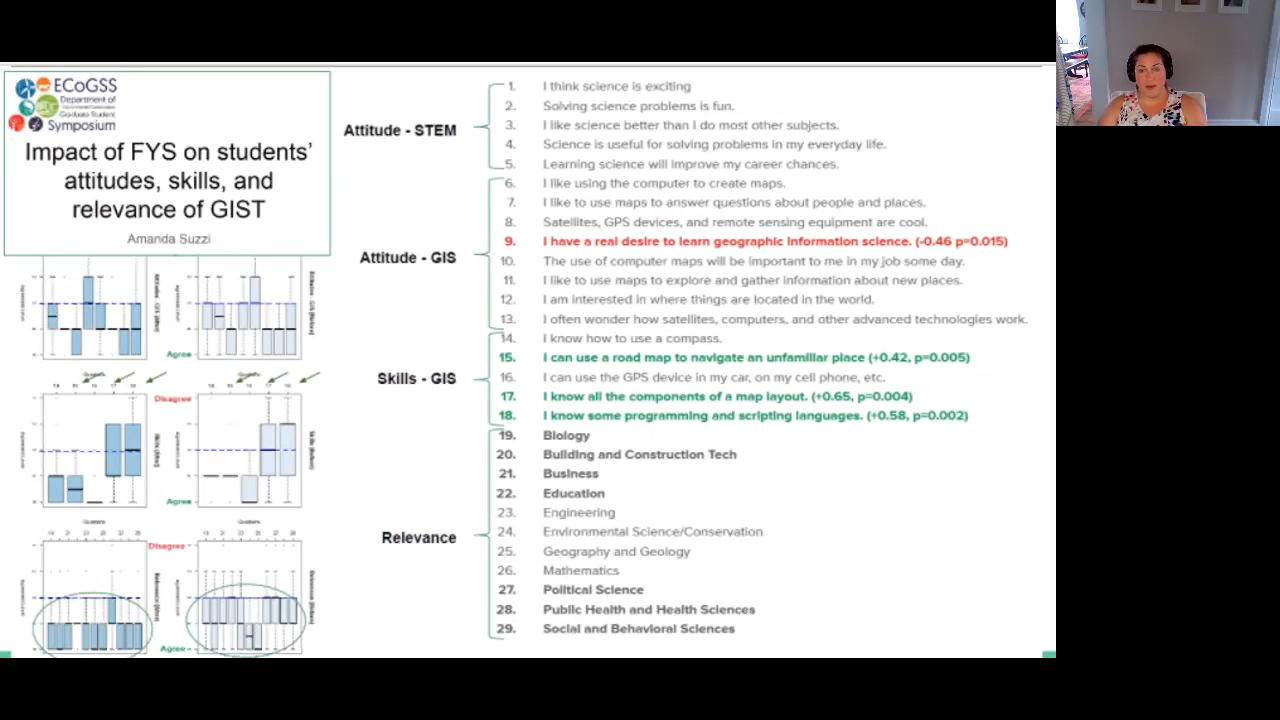 ECoGSS
Department of
Environmental Conservation
Graduate Student
Symposium
Impact of FYS on students’
attitudes, skills, and
relevance of GIST
Amanda Suzzi
Attitude - STEM
1. I think science is exciting
2. Solving science problems is fun.
3. I like science better than I do most other subjects.
4. Science is useful for solving problems in my everyday life.
5. Learning science will improve my career chances.
Attitude - GIS
6. I like using the computer to create maps.
7. I like to use maps to answer questions about people and places.
8. Satellites, GPS devices, and remote sensing equipment are cool.
9. I have a real desire to learn geographic information science. (-0.46 p=0.015)
10. The use of computer maps will be important to me in my job some day.
11. I like to use maps to explore and gather information about new places.
12. I am interested in where things are located in the world.
13. I often wonder how satellites, computers, and other advanced technologies work.
Skills - GIS
14. I know how to use a compass.
15. I can use a road map to navigate an unfamiliar place (+0.42, p=0.005)
16. I can use the GPS device in my car, on my cell phone, etc.
17. I know all the components of a map layout. (+0.65, p=0.004)
18. I know some programming and scripting languages. (+0.58, p=0.002)
Relevance
19. Biology
20. Building and Construction Tech
21. Business
22. Education
23. Engineering
24. Environmental Science/Conservation
25. Geography and Geology
26. Mathematics
27. Political Science
28. Public Health and Health Sciences
29. Social and Behavioral Sciences
Agree
Disagree
Agree
Disagree
Agree